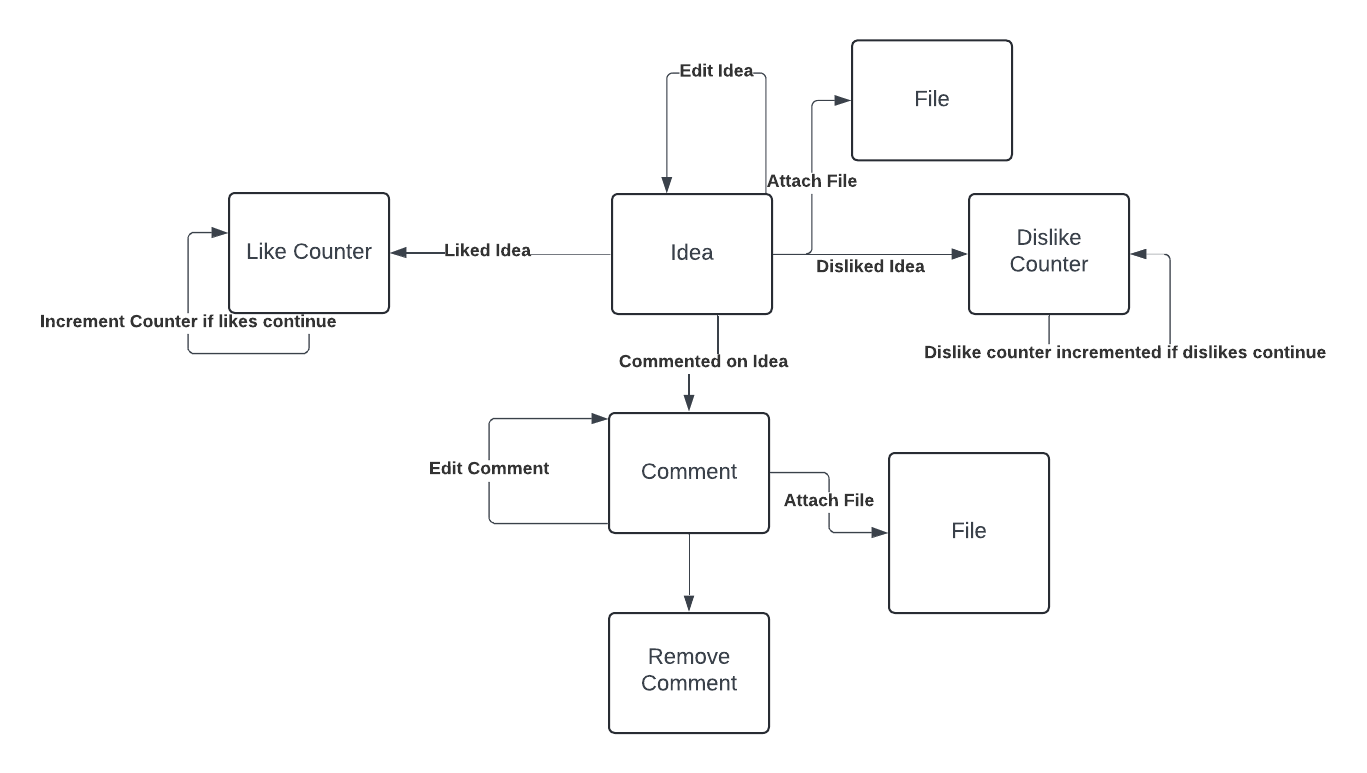 Edit Idea
File
Attach File
Like Counter
Liked Idea
Idea
Disliked Idea
Dislike
Counter
Increment Counter if likes continue
Commented on Idea
Dislike counter incremented if dislikes continue
Edit Comment
Comment
Attach File
File
Remove
Comment